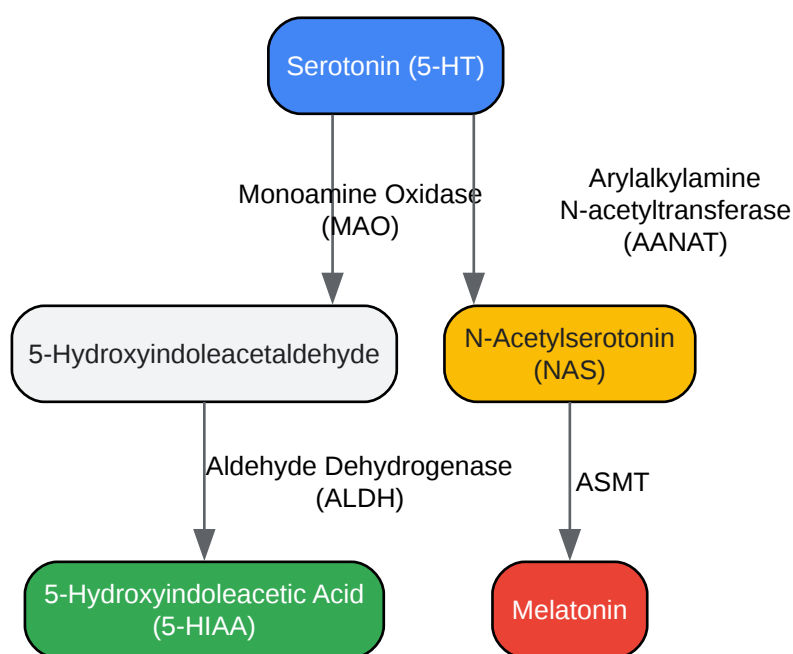 Serotonin (5-HT)
Monoamine Oxidase
(MAO)
Arylalkylamine
N-acetyltransferase
(AANAT)
5-Hydroxyindoleacetaldehyde
N-Acetylserotonin
(NAS)
Aldehyde Dehydrogenase
(ALDH)
ASMT
5-Hydroxyindoleacetic Acid
(5-HIAA)
Melatonin